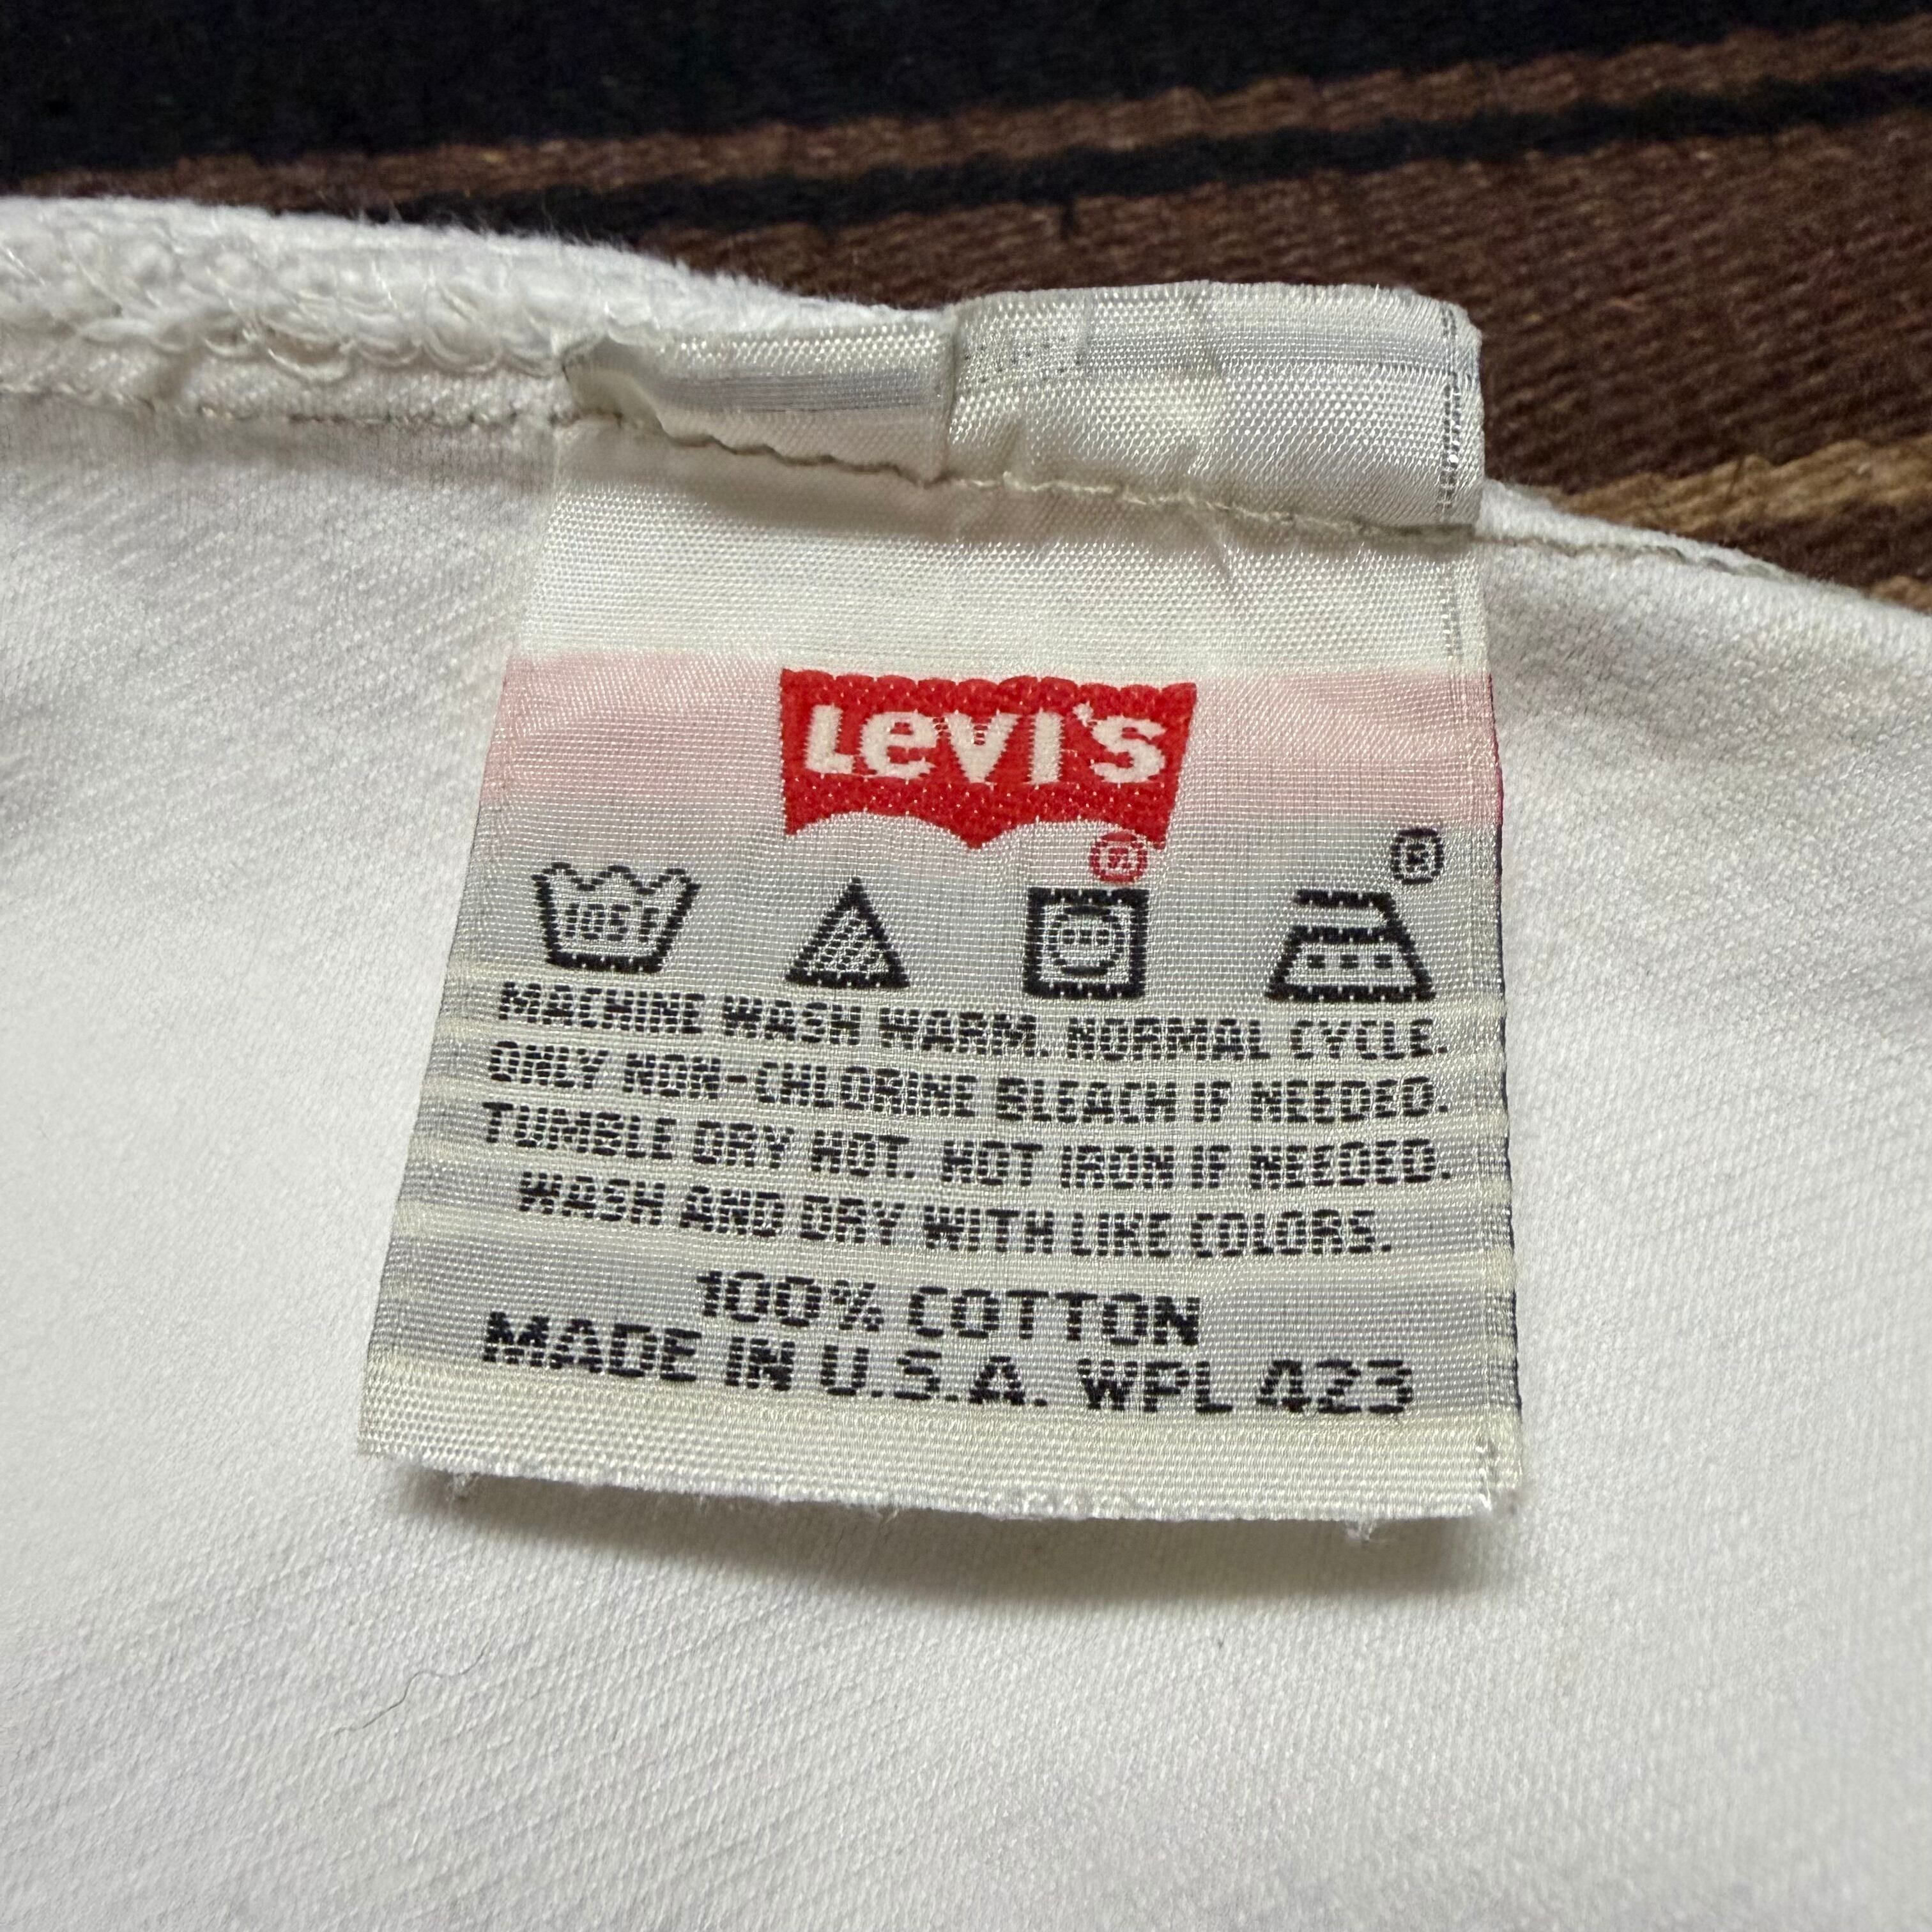 LEVI'S
®
®
105F
MACHINE WASH WARM. NORMAL CYCLE.
ONLY NON-CHLORINE BLEACH IF NEEDED.
TUMBLE DRY HOT. HOT IRON IF NEEDED.
WASH AND DRY WITH LIKE COLORS.
100% COTTON
MADE IN U.S.A. WPL 423